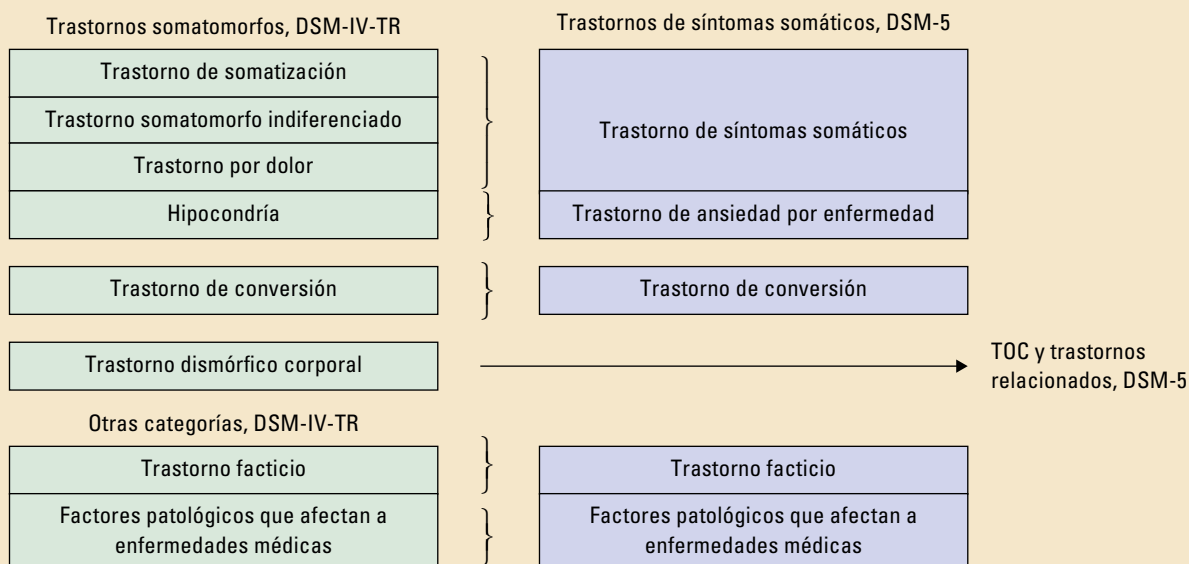 Trastornos somatomorfos, DSM-IV-TR
Trastornos de síntomas somáticos, DSM-5
Trastorno de somatización
Trastorno somatomorfo indiferenciado
Trastorno por dolor
Hipocondría
Trastorno de síntomas somáticos
Trastorno de ansiedad por enfermedad
Trastorno de conversión
Trastorno de conversión
Trastorno dismórfico corporal
TOC y trastornos
relacionados, DSM-5
Otras categorías, DSM-IV-TR
Trastorno facticio
Trastorno facticio
Factores patológicos que afectan a
enfermedades médicas
Factores patológicos que afectan a
enfermedades médicas